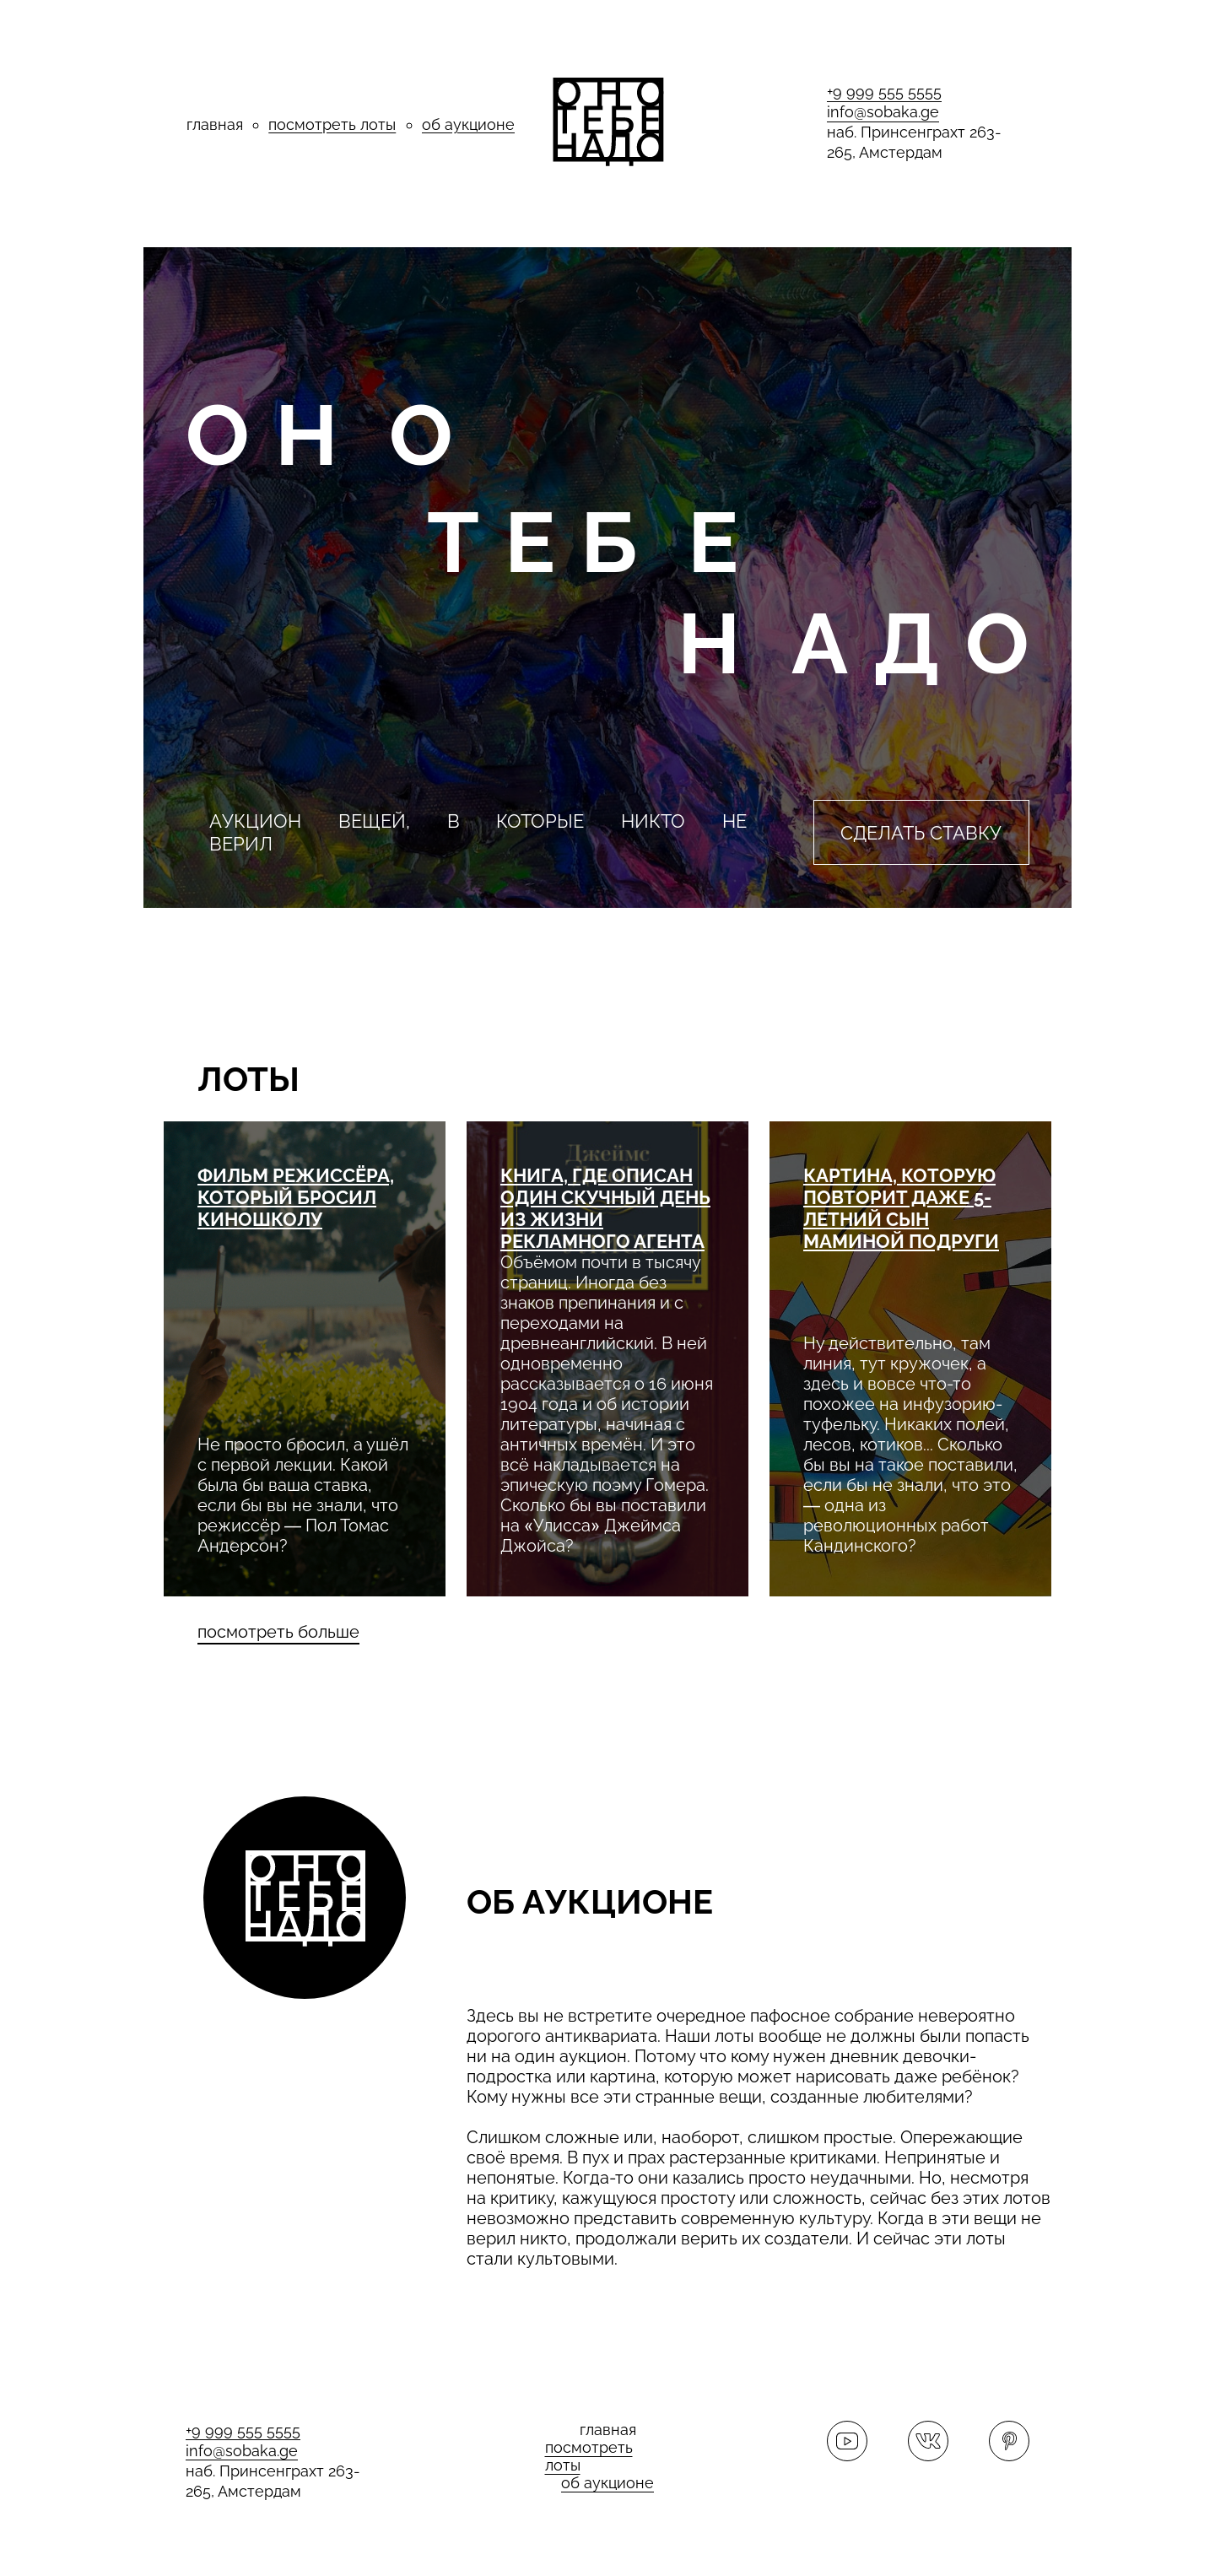 главная
посмотреть лоты
об аукционе
ОНО
ТЕБЕ
НАДО
+9 999 555 5555
info@sobaka.ge
наб. Принсенграхт 263-
265, Амстердам
ОНО
ТЕБЕ
НАДО
АУКЦИОН ВЕЩЕЙ, В КОТОРЫЕ НИКТО НЕ
ВЕРИЛ
СДЕЛАТЬ СТАВКУ
ЛОТЫ
ФИЛЬМ РЕЖИССЁРА,
КОТОРЫЙ БРОСИЛ
КИНОШКОЛУ
Не просто бросил, а ушёл
с первой лекции. Какой
была бы ваша ставка,
если бы вы не знали, что
режиссёр — Пол Томас
Андерсон?
Джеймс
КНИГА, ГДЕ ОПИСАН
ОДИН СКУЧНЫЙ ДЕНЬ
ИЗ ЖИЗНИ
РЕКЛАМНОГО АГЕНТА
Объёмом почти в тысячу
страниц. Иногда без
знаков препинания и с
переходами на
древнеанглийский. В ней
одновременно
рассказывается о 16 июня
1904 года и об истории
литературы, начиная с
античных времён. И это
всё накладывается на
эпическую поэму Гомера.
Сколько бы вы поставили
на «Улисса» Джеймса
Джойса?
КАРТИНА, КОТОРУЮ
ПОВТОРИТ ДАЖЕ 5-
ЛЕТНИЙ СЫН
МАМИНОЙ ПОДРУГИ
Ну действительно, там
линия, тут кружочек, а
здесь и вовсе что-то
похожее на инфузорию-
туфельку. Никаких полей,
лесов, котиков... Сколько
бы вы на такое поставили,
если бы не знали, что это
— одна из
революционных работ
Кандинского?
посмотреть больше
ОНО
ТЕБЕ
НАДО
ОБ АУКЦИОНЕ
Здесь вы не встретите очередное пафосное собрание невероятно
дорогого антиквариата. Наши лоты вообще не должны были попасть
ни на один аукцион. Потому что кому нужен дневник девочки-
подростка или картина, которую может нарисовать даже ребёнок?
Кому нужны все эти странные вещи, созданные любителями?
Слишком сложные или, наоборот, слишком простые. Опережающие
своё время. В пух и прах растерзанные критиками. Непринятые и
непонятые. Когда-то они казались просто неудачными. Но, несмотря
на критику, кажущуюся простоту или сложность, сейчас без этих лотов
невозможно представить современную культуру. Когда в эти вещи не
верил никто, продолжали верить их создатели. И сейчас эти лоты
стали культовыми.
+9 999 555 5555
info@sobaka.ge
наб. Принсенграхт 263-
265, Амстердам
главная
посмотреть
лоты
об аукционе